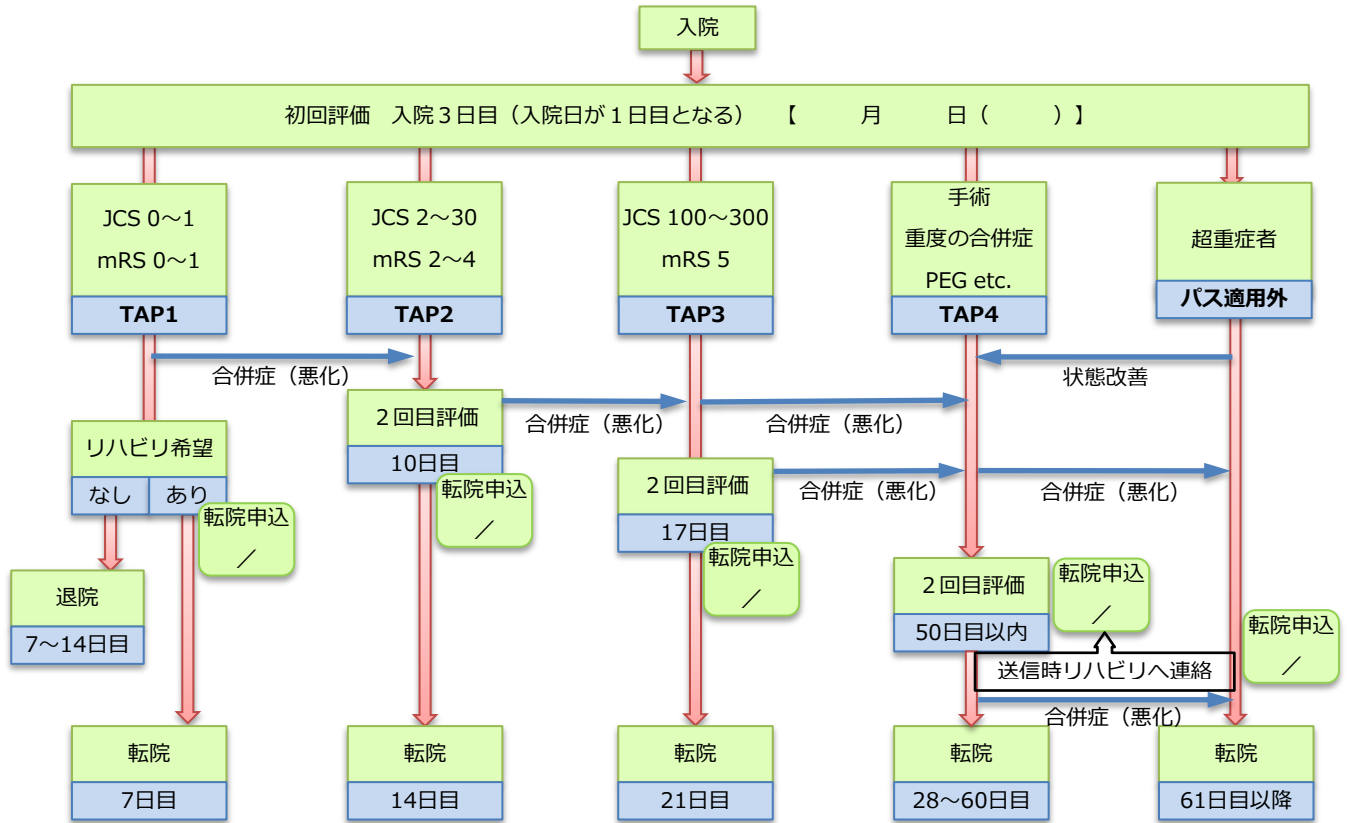 入院
初回評価 入院３日目（入院日が１日目となる） 【 月 日（ ）】
JCS 0～1
mRS 0～1
TAP1
JCS 2～30
mRS 2～4
TAP2
JCS 100～300
mRS 5
TAP3
手術
重度の合併症
PEG etc.
TAP4
超重症者
パス適用外
合併症（悪化）
状態改善
２回目評価
10日目
転院申込
／
合併症（悪化）
合併症（悪化）
リハビリ希望
なし
あり
転院申込
／
２回目評価
17日目
転院申込
／
合併症（悪化）
合併症（悪化）
退院
7～14日目
２回目評価
50日目以内
転院申込
／
送信時リハビリへ連絡
転院申込
／
合併症（悪化）
転院
7日目
転院
14日目
転院
21日目
転院
28～60日目
転院
61日目以降